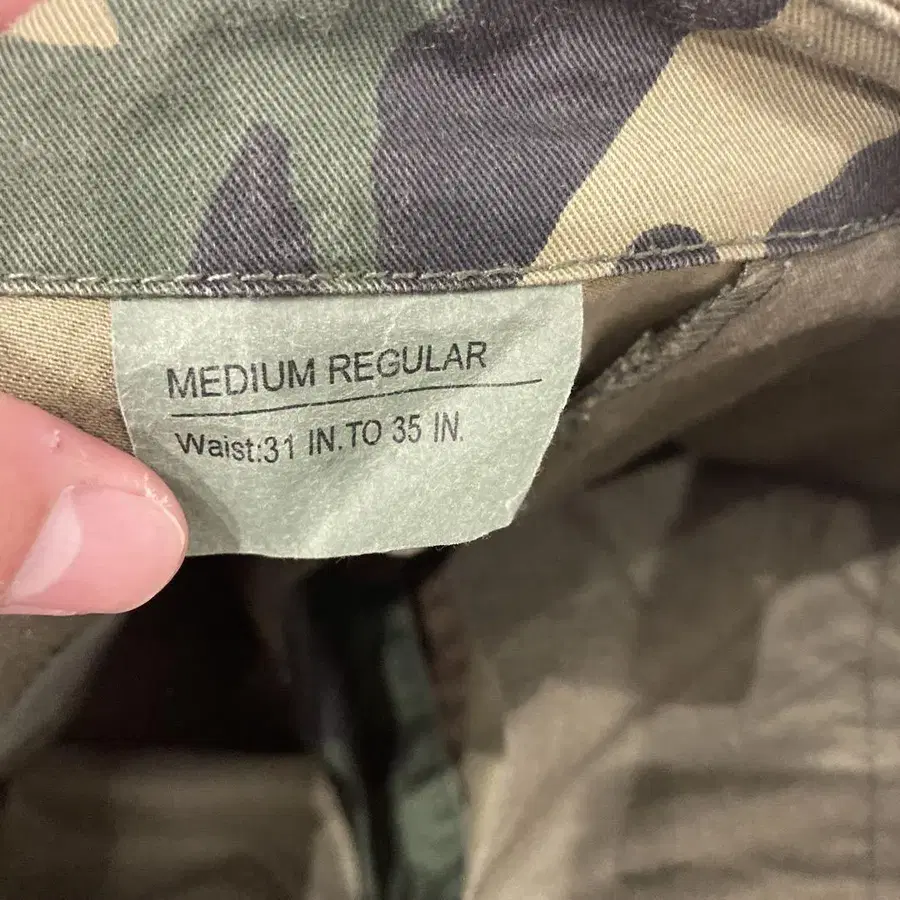 MEDIUM REGULAR
Waist:31 IN.TO 35 IN.